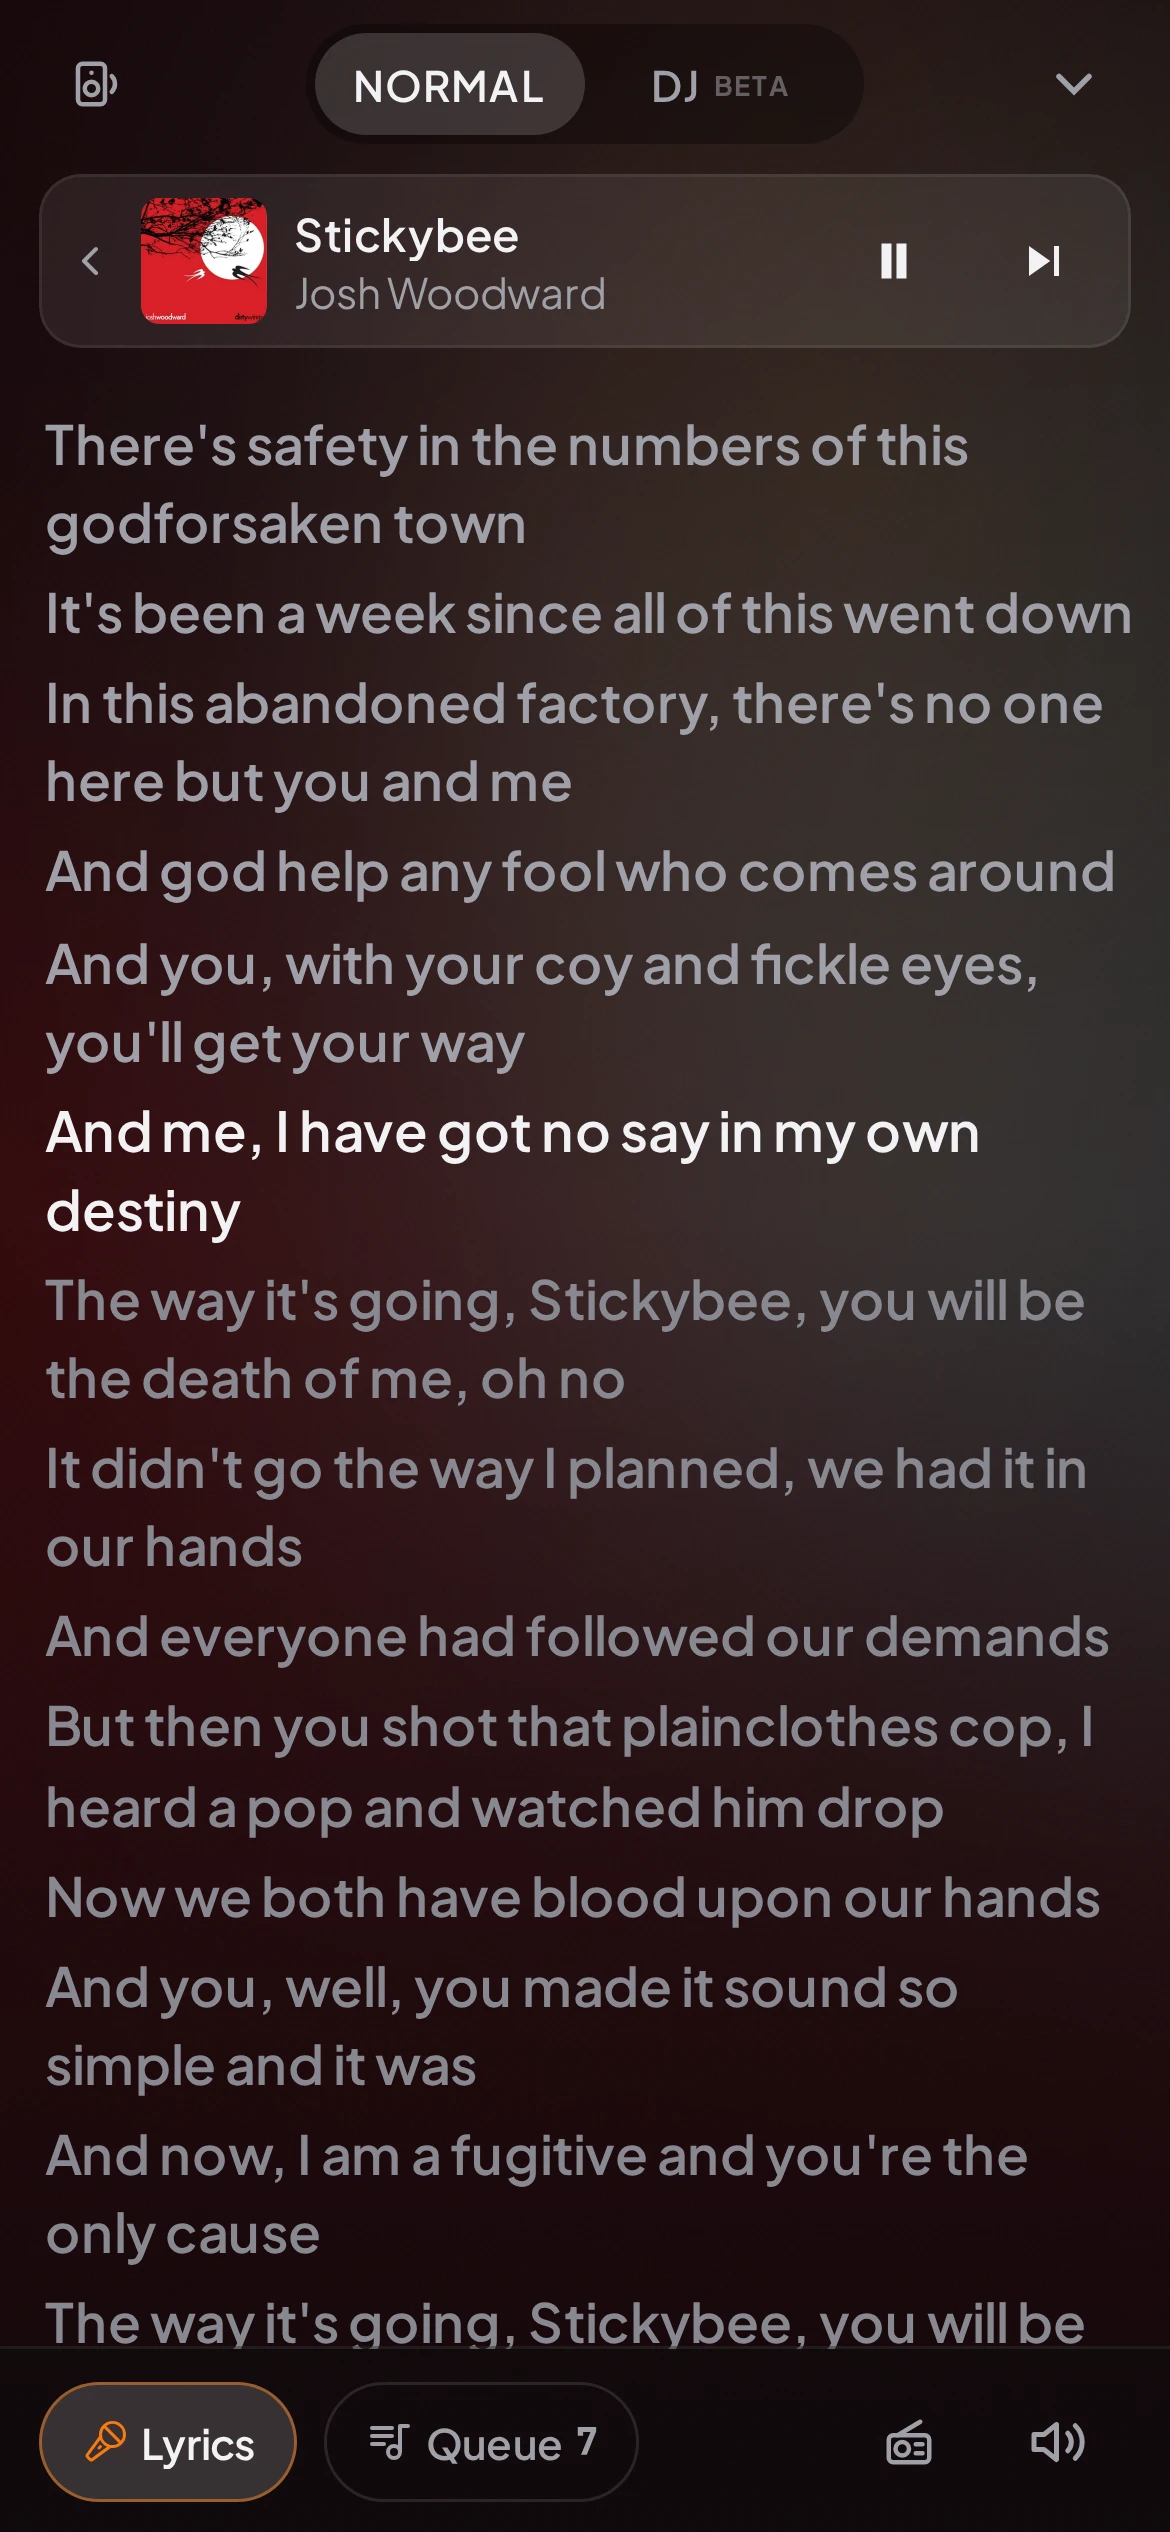 NORMAL
DJ BETA
Stickybee
Josh Woodward
joshwoodward
There's safety in the numbers of this
godforsaken town
It's been a week since all of this went down
In this abandoned factory, there's no one
here but you and me
And god help any fool who comes around
And you, with your coy and fickle eyes,
you'll get your way
And me, I have got no say in my own
destiny
The way it's going, Stickybee, you will be
the death of me, oh no
It didn't go the way I planned, we had it in
our hands
And everyone had followed our demands
But then you shot that plainclothes cop, I
heard a pop and watched him drop
Now we both have blood upon our hands
And you, well, you made it sound so
simple and it was
And now, I am a fugitive and you're the
only cause
The way it's going, Stickybee, you will be
Lyrics
Queue 7